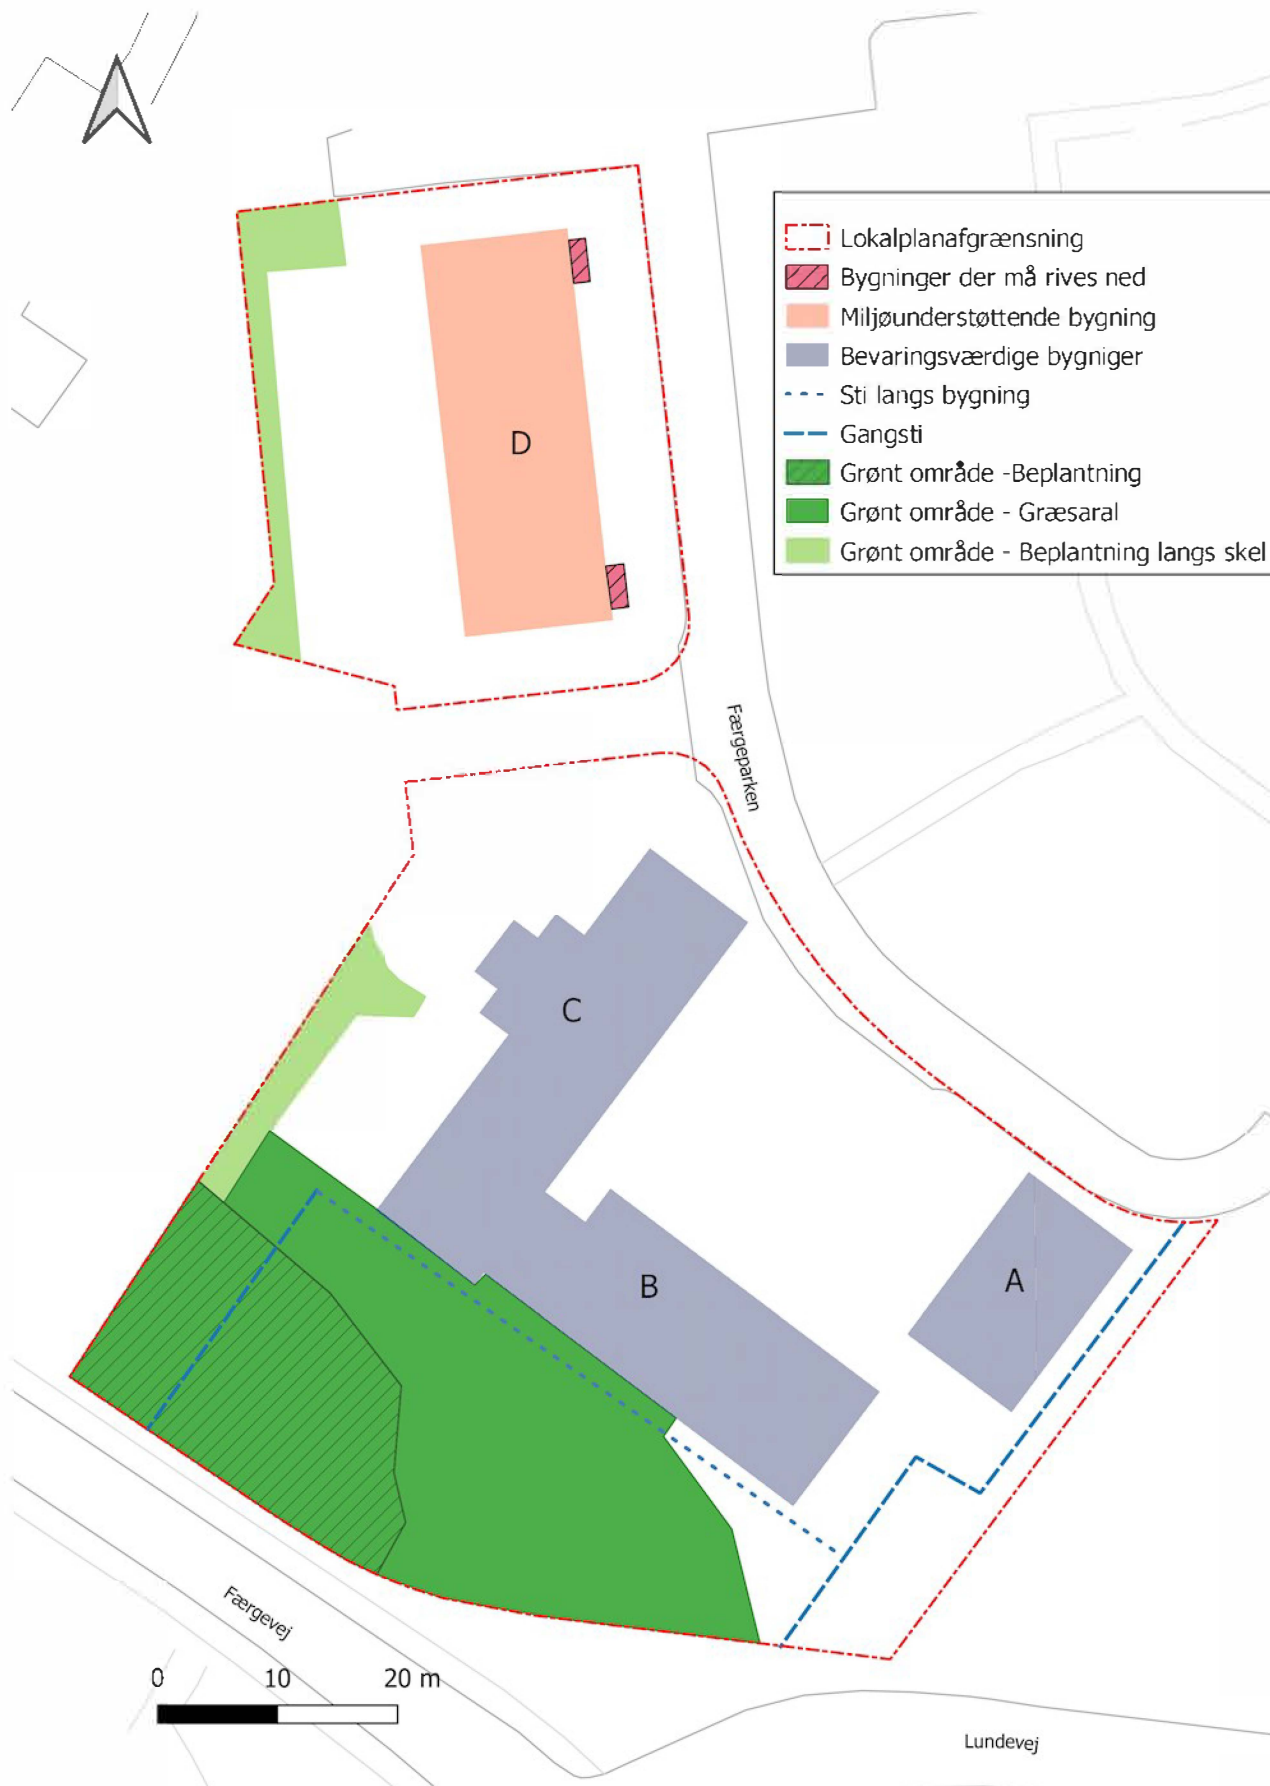 Lokalplanafgrænsning
Bygninger der må rives ned
Miljøunderstøttende bygning
Bevaringsværdige bygniger
Sti langs bygning
Gangsti
Grønt område -Beplantning
Grønt område - Græsaral
Grønt område - Beplantning langs skel
D
Færgeparken
C
B
A
Færgevej
0 10 20 m
Lundevej